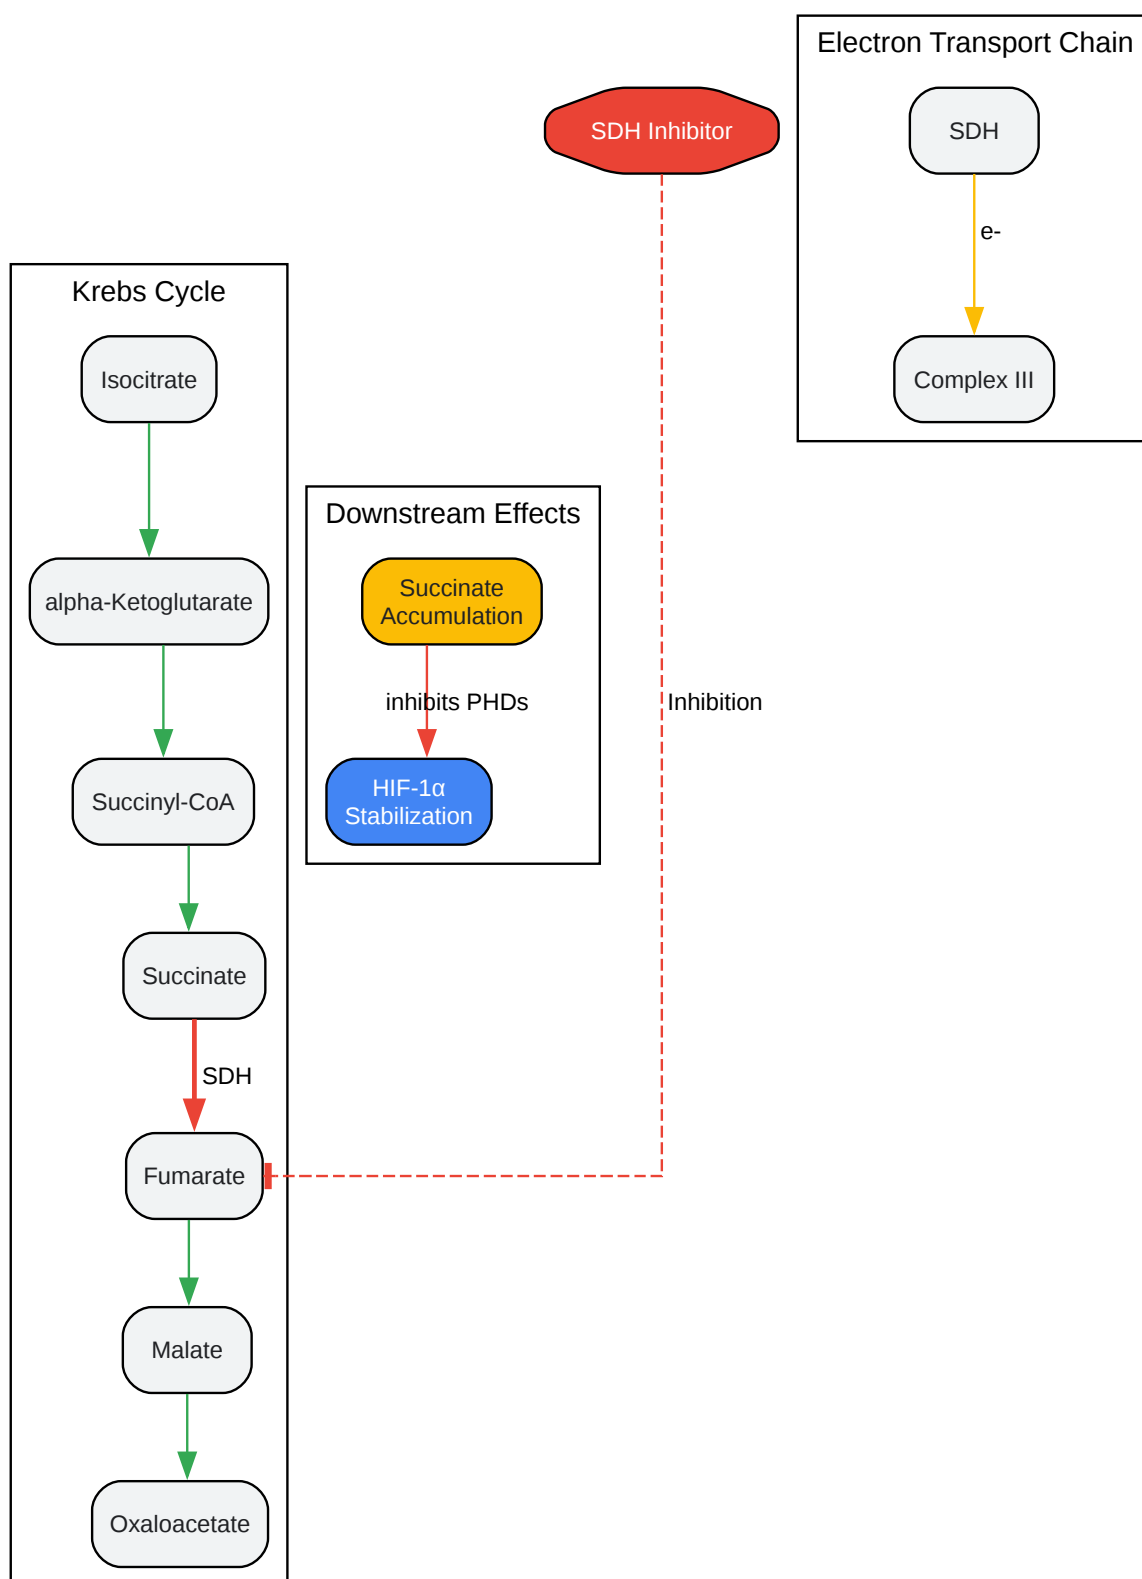 Electron Transport Chain
SDH Inhibitor
SDH
e-
Krebs Cycle
Isocitrate
Complex III
Downstream Effects
alpha-Ketoglutarate
Succinate
Accumulation
inhibits PHDs
Inhibition
Succinyl-CoA
HIF-1α
Stabilization
Succinate
SDH
Fumarate
Malate
Oxaloacetate